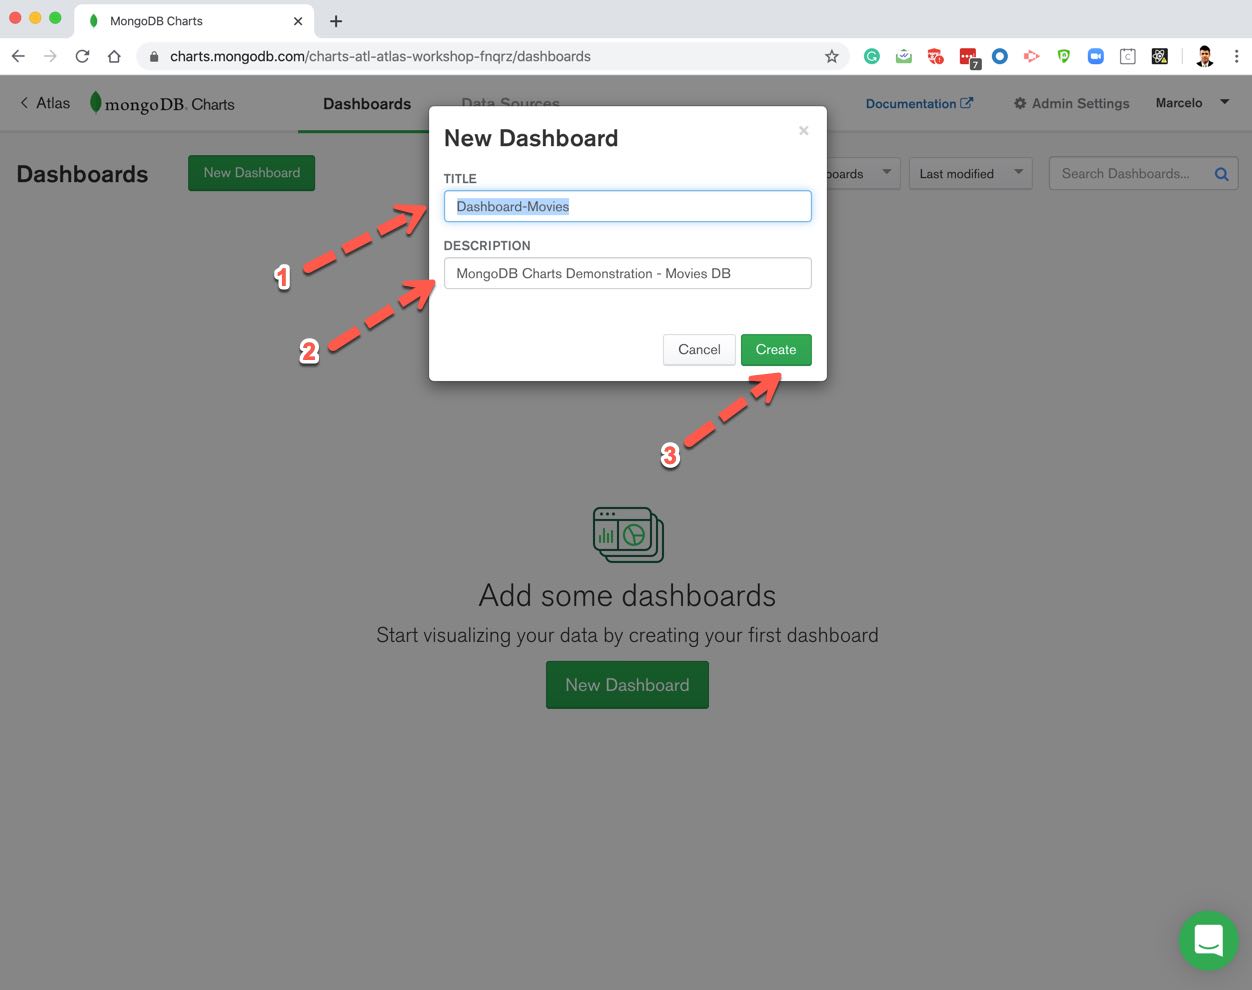 MongoDB Charts
charts.mongodb.com/charts-atl-atlas-workshop-fnqrz/dashboards
7
Atlas
mongoDB. Charts
Dashboards
Data Sources
Documentation
Admin Settings
Marcelo
Dashboards
New Dashboard
boards
Last modified
Search Dashboards...
New Dashboard
TITLE
Dashboard-Movies
1
DESCRIPTION
MongoDB Charts Demonstration - Movies DB
2
Cancel
Create
3
Add some dashboards
Start visualizing your data by creating your first dashboard
New Dashboard